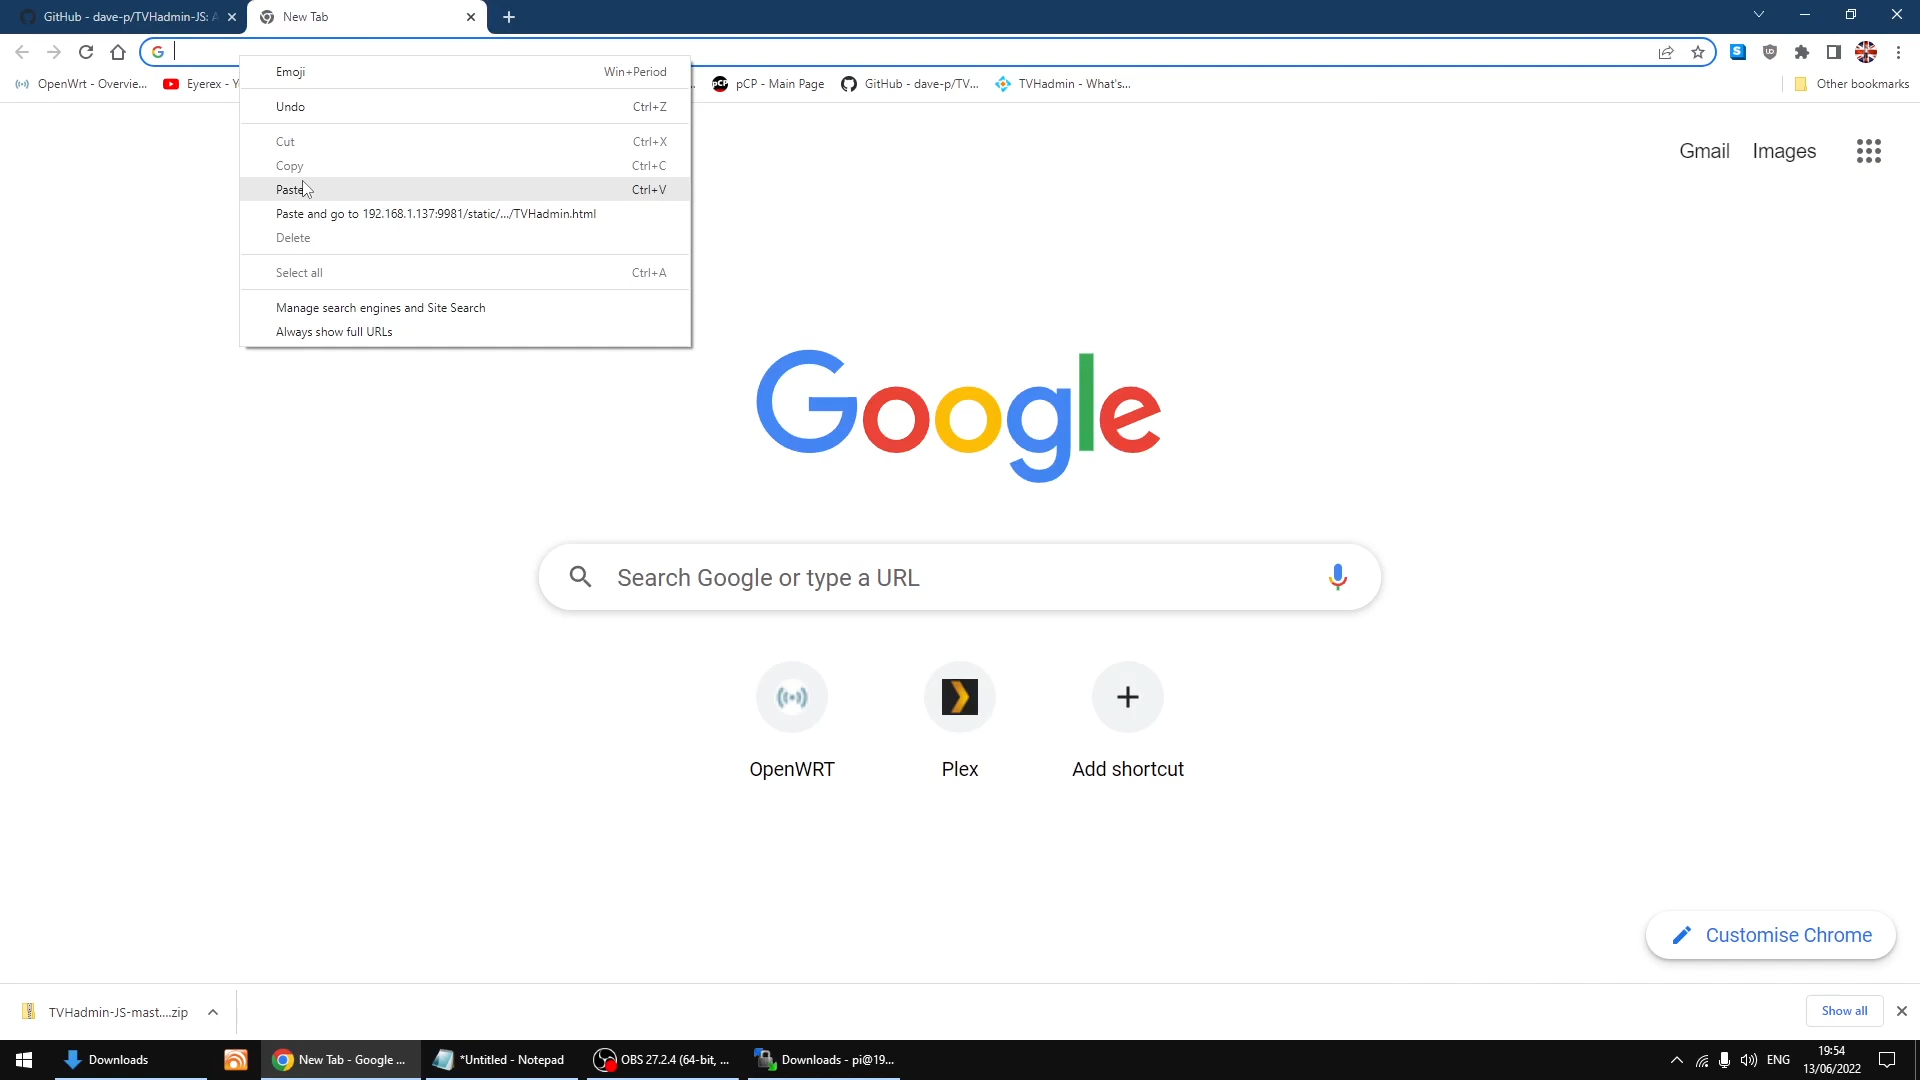 GitHub - dave-p/TVHadmin-JS: A
New Tab
OpenWrt - Overvie...
Eyerex - Y
pCP - Main Page
GitHub - dave-p/TV...
TVHadmin - What's...
Other bookmarks
Emoji Win+Period
Undo Ctrl+Z
Cut Ctrl+X
Copy Ctrl+C
Paste Ctrl+V
Paste and go to 192.168.1.137:9981/static/.../TVHadmin.html
Delete
Select all Ctrl+A
Manage search engines and Site Search
Always show full URLs
Gmail Images
Google
Search Google or type a URL
OpenWRT
Plex
Add shortcut
Customise Chrome
TVHadmin-JS-mast....zip
Show all
Downloads
New Tab - Google ...
*Untitled - Notepad
OBS 27.2.4 (64-bit, ...
Downloads - pi@19...
ENG
19:54
13/06/2022